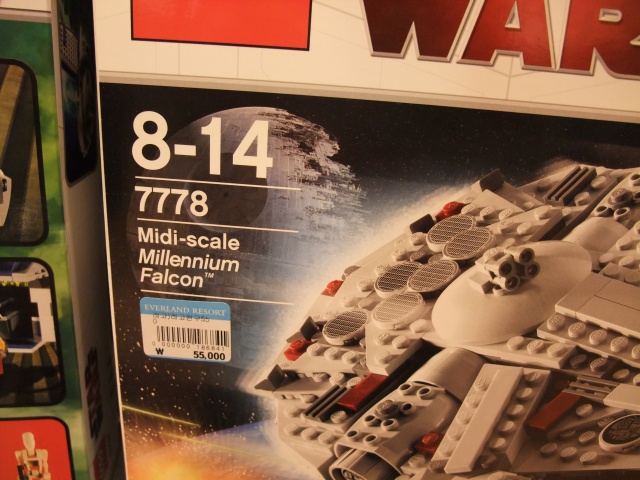 WAR
8-14
7778
Midi-scale
Millennium
Falcon™
EVERLAND RESORT
₩ 55,000